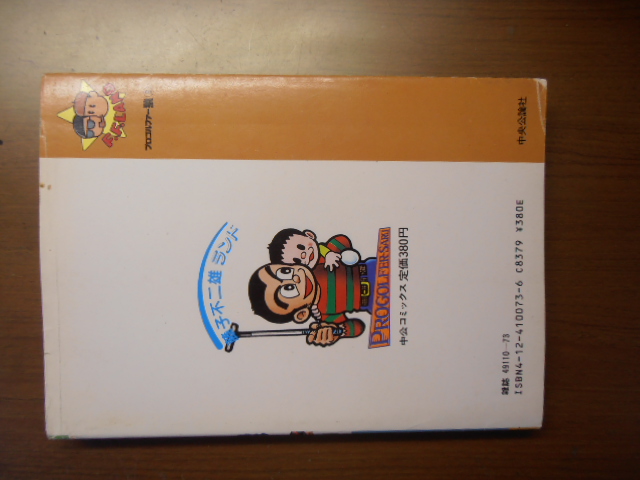 プロゴルファー猿
中央公論社
子不二雄ランド
PROGOLFER-SARU
中公コミックス 定価380円
雑誌 49110-73
ISBN4-12-410073-6 C8379 ¥380E